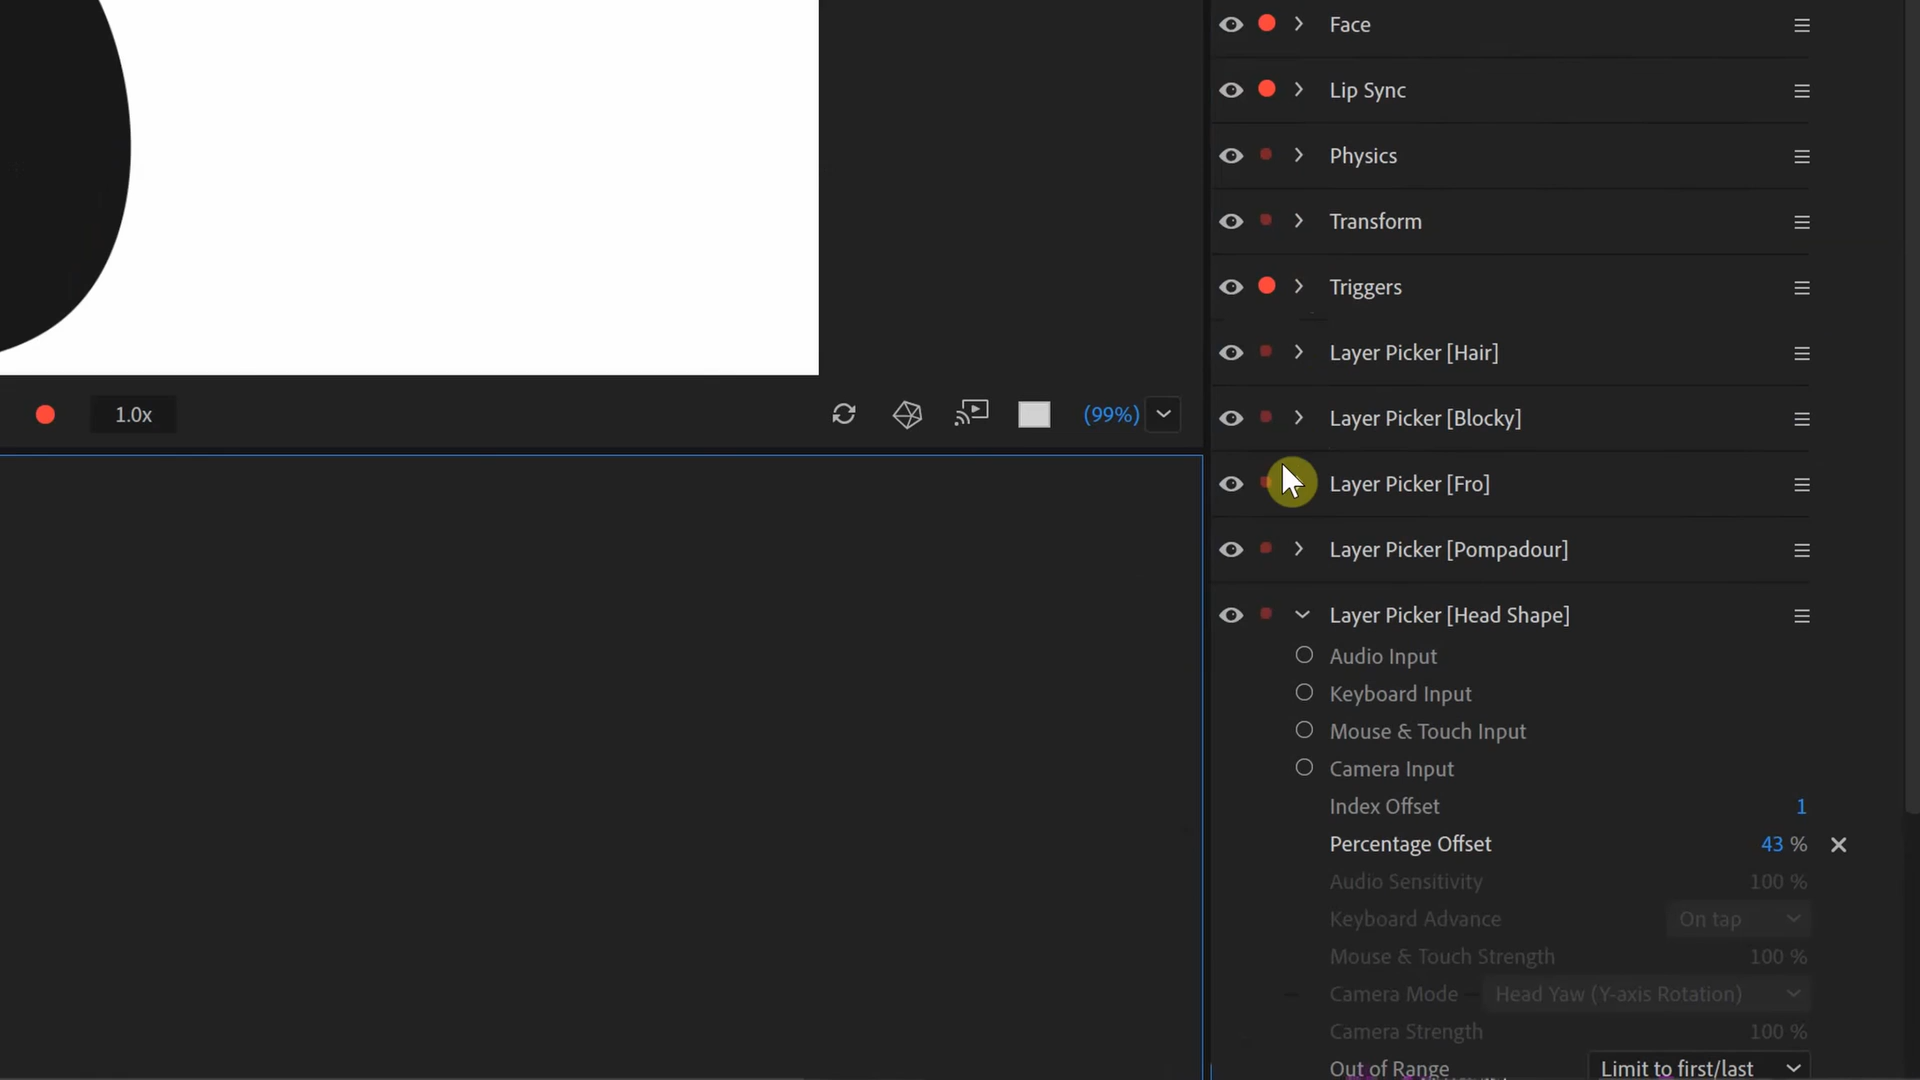 Face
Lip Sync
Physics
Transform
Triggers
Layer Picker [Hair]
1.0x
(99%)
Layer Picker [Blocky]
Layer Picker [Fro]
Layer Picker [Pompadour]
Layer Picker [Head Shape]
Audio Input
Keyboard Input
Mouse & Touch Input
Camera Input
Index Offset 1
Percentage Offset 43 %
Audio Sensitivity 100 %
Keyboard Advance On tap
Mouse & Touch Strength 100 %
Camera Mode Head Yaw (Y-axis Rotation)
Camera Strength 100 %
Out of Range Limit to first/last